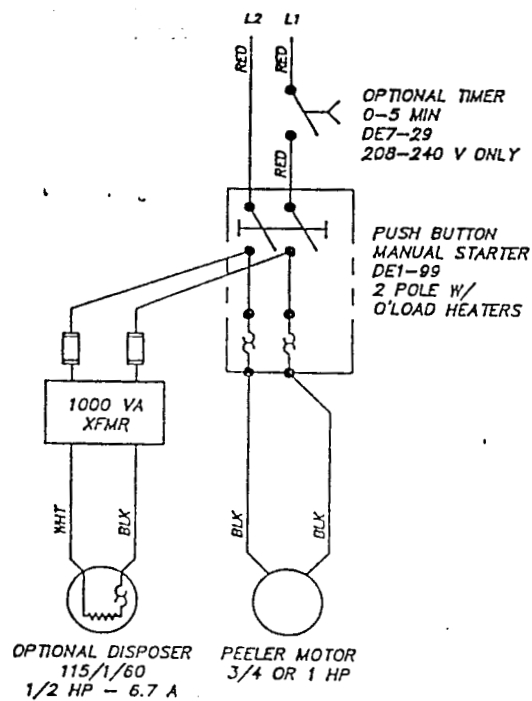 L2 L1
RED
OPTIONAL TIMER
0-5 MIN
DE7-29
208-240 V ONLY
RED
PUSH BUTTON
MANUAL STARTER
DE1-99
2 POLE W/
O'LOAD HEATERS
1000 VA
XFMR
WHT
BLK
BLK
BLK
OPTIONAL DISPOSER
115/1/60
1/2 HP - 6.7 A
PEELER MOTOR
3/4 OR 1 HP